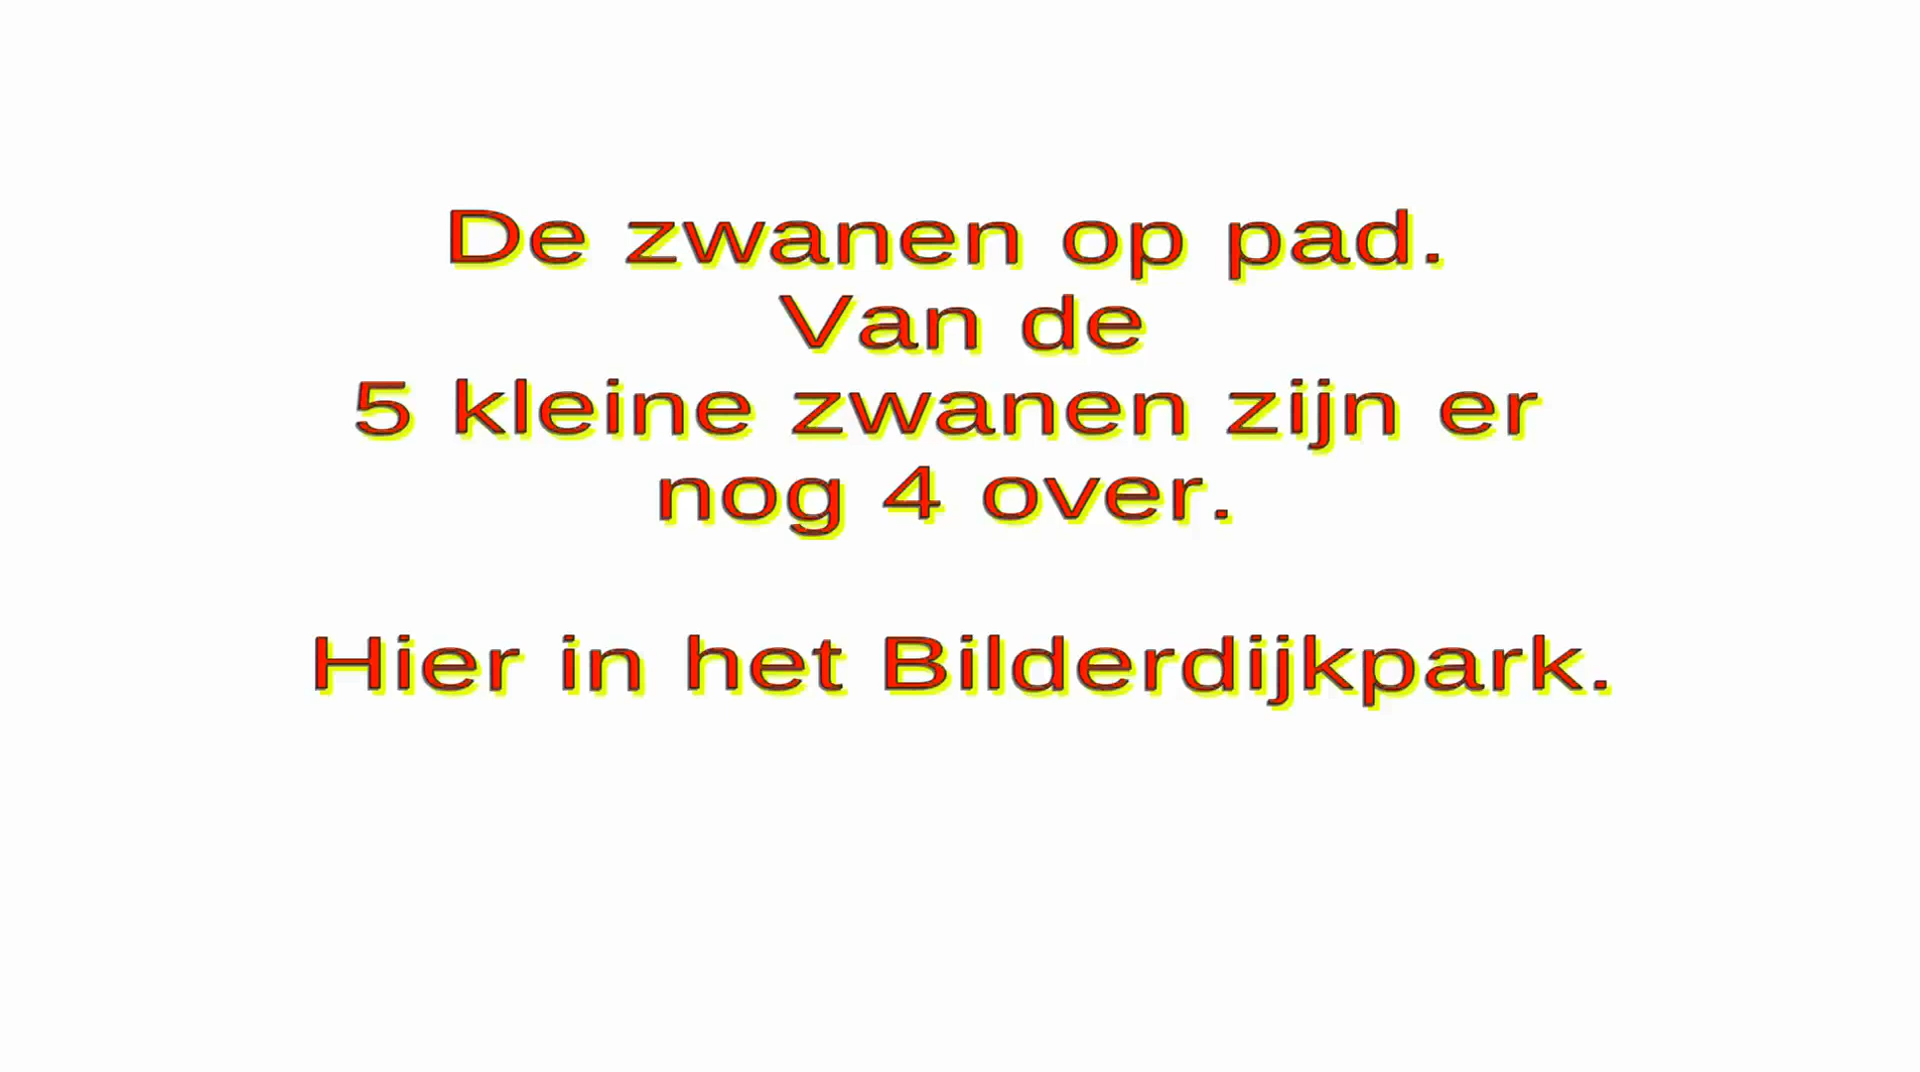 De zwanen op pad.
Van de
5 kleine zwanen zijn er
nog 4 over.
Hier in het Bilderdijkpark.